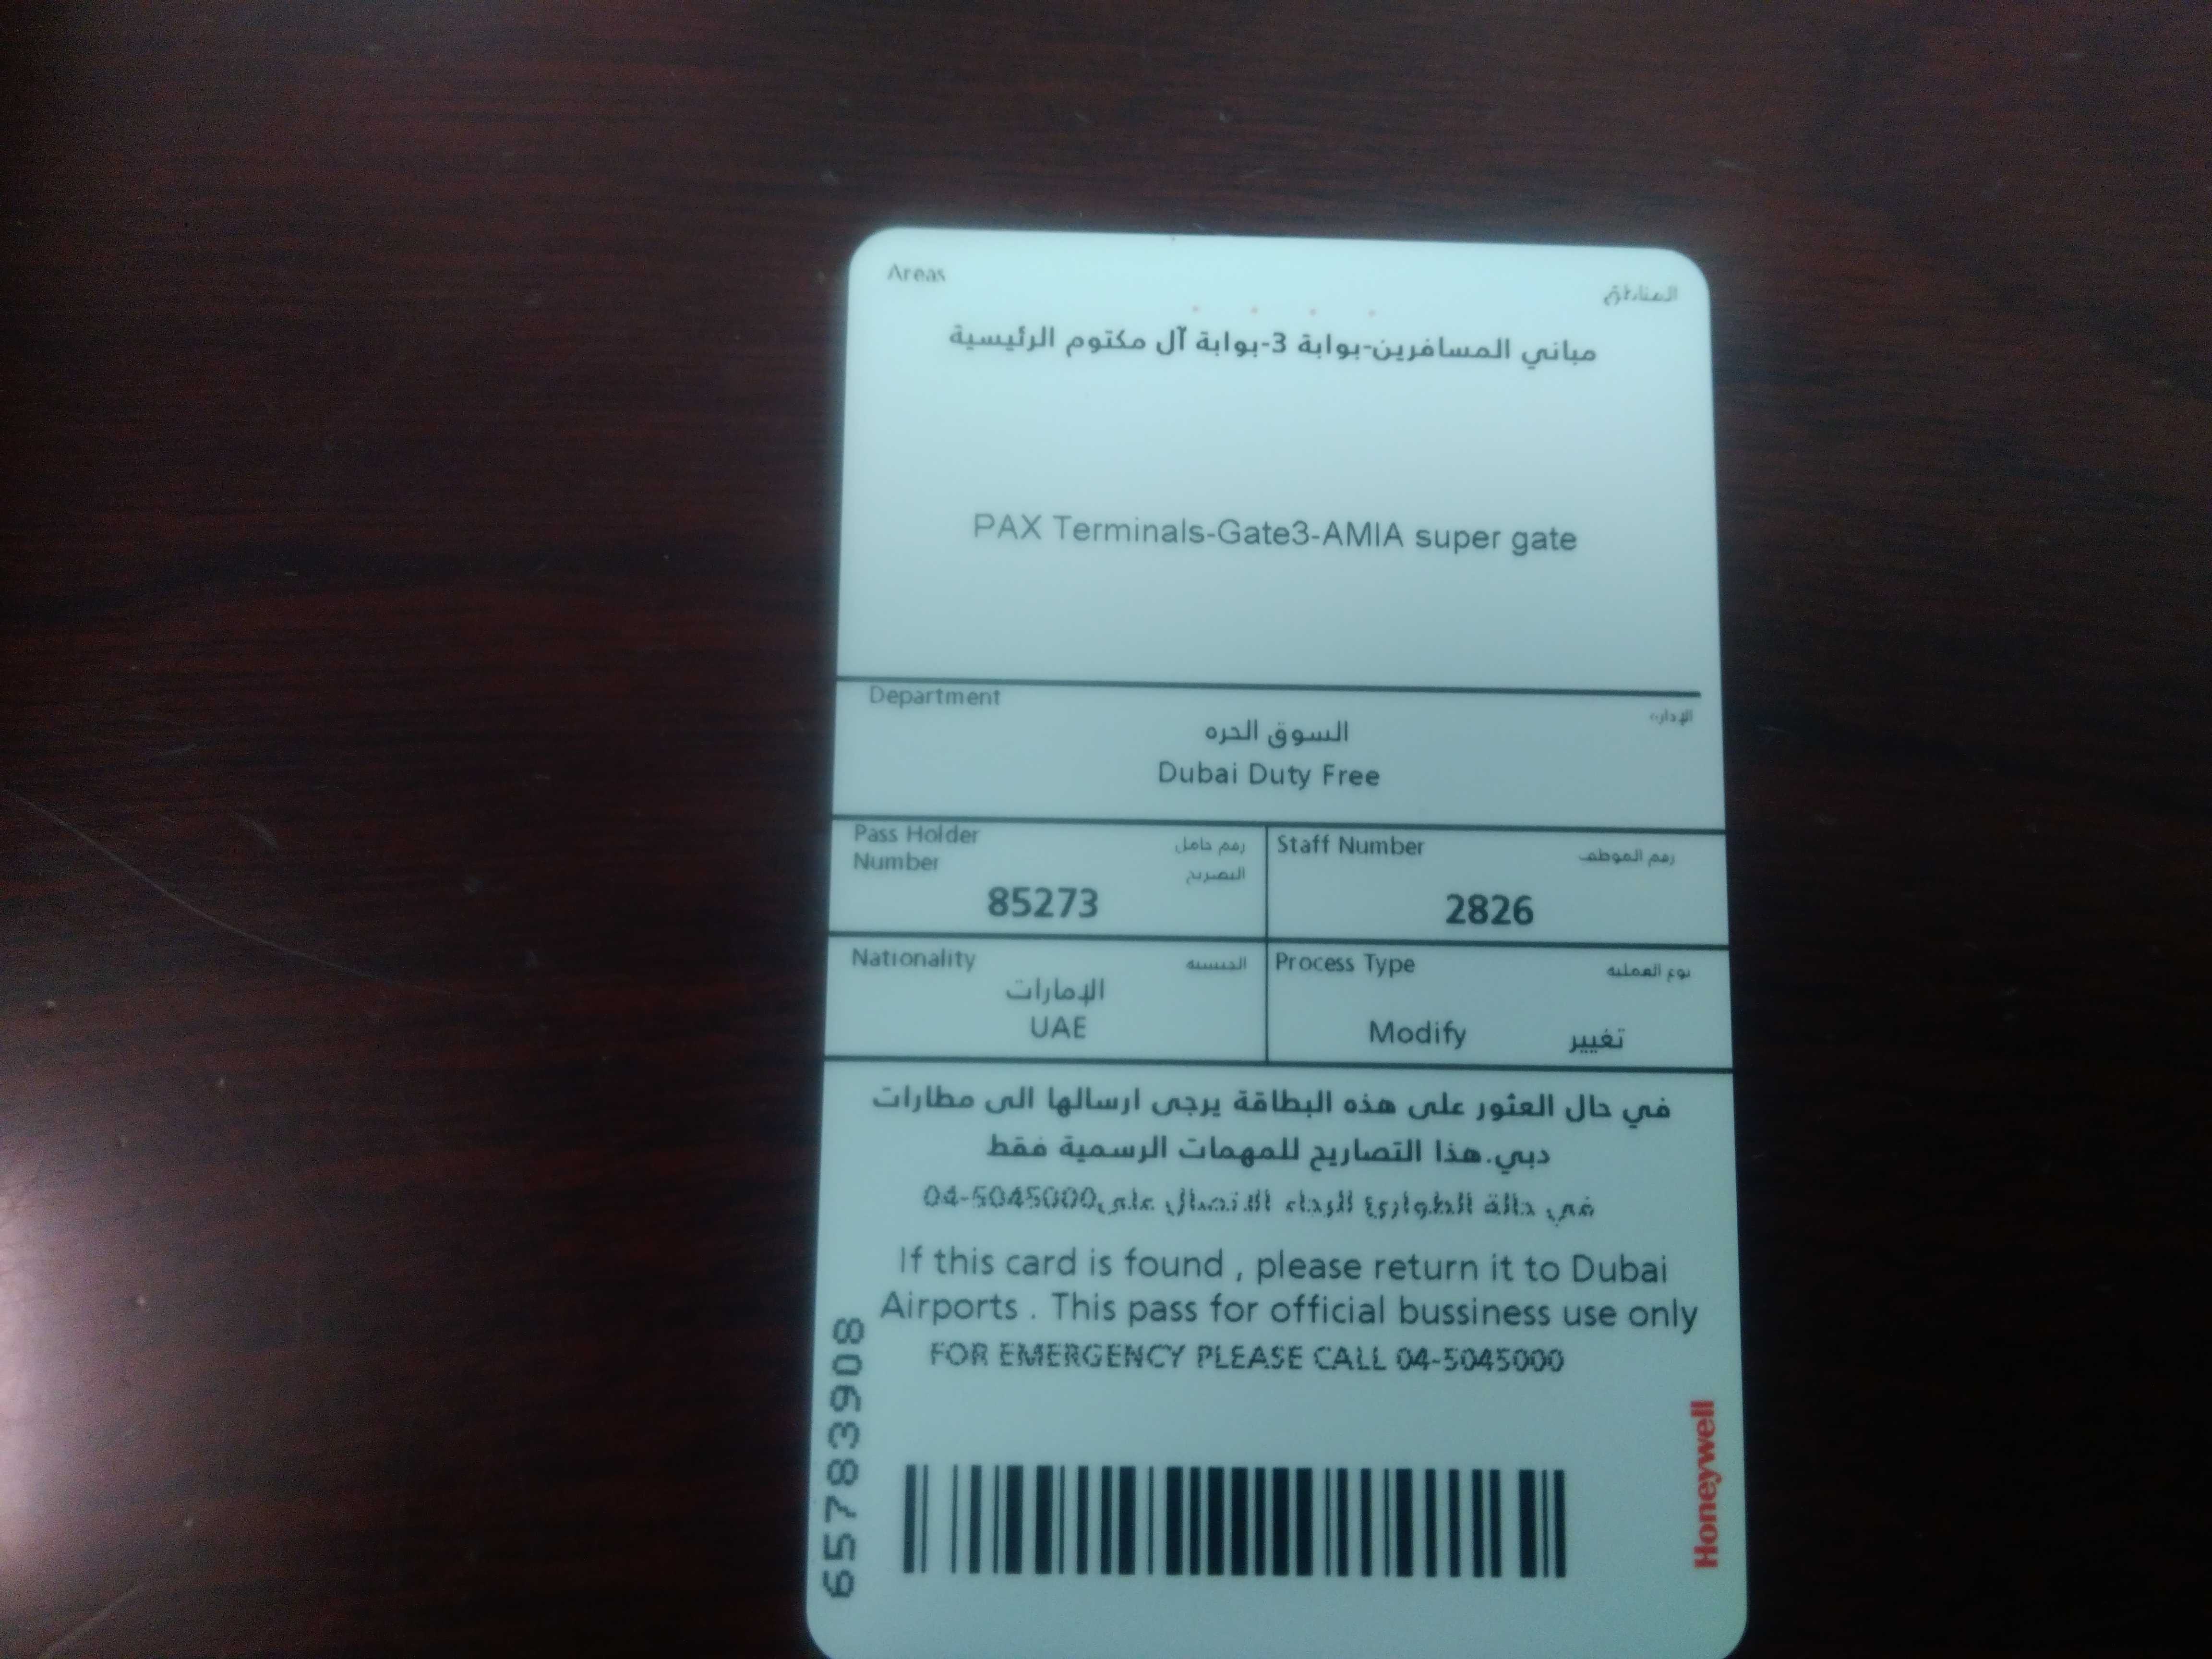 Areas المناطق
مباني المسافرين-بوابة 3-بوابة آل مكتوم الرئيسية
PAX Terminals-Gate3-AMIA super gate
Department الإدارة
السوق الحره
Dubai Duty Free
Pass Holder Number رقم حامل التصريح
85273
Staff Number رقم الموظف
2826
Nationality الجنسية
الإمارات
UAE
Process Type نوع العملية
Modify تغيير
في حال العثور على هذه البطاقة يرجى ارسالها الى مطارات
دبي.هذا التصاريح للمهمات الرسمية فقط
في حالة الطوارئ الرجاء الاتصال على04-5045000
If this card is found , please return it to Dubai
Airports . This pass for official bussiness use only
FOR EMERGENCY PLEASE CALL 04-5045000
65783908
Honeywell